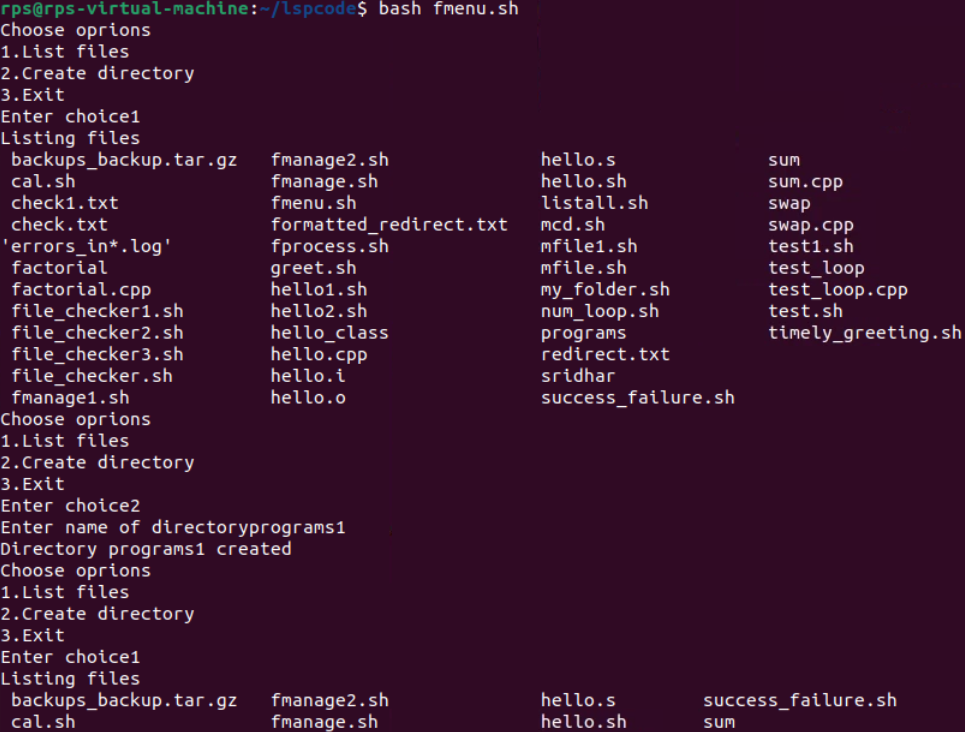 rps@rps-virtual-machine:~/lspcode$ bash fmenu.sh
Choose oprions
1.List files
2.Create directory
3.Exit
Enter choice1
Listing files
 backups_backup.tar.gz   fmanage2.sh              hello.s              sum
 cal.sh                  fmanage.sh               hello.sh             sum.cpp
 check1.txt              fmenu.sh                 listall.sh           swap
 check.txt               formatted_redirect.txt   mcd.sh               swap.cpp
'errors_in*.log'         fprocess.sh              mfile1.sh            test1.sh
 factorial               greet.sh                 mfile.sh             test_loop
 factorial.cpp           hello1.sh                my_folder.sh         test_loop.cpp
 file_checker1.sh        hello2.sh                num_loop.sh          test.sh
 file_checker2.sh        hello_class              programs             timely_greeting.sh
 file_checker3.sh        hello.cpp                redirect.txt
 file_checker.sh         hello.i                  sridhar
 fmanage1.sh             hello.o                  success_failure.sh
Choose oprions
1.List files
2.Create directory
3.Exit
Enter choice2
Enter name of directoryprograms1
Directory programs1 created
Choose oprions
1.List files
2.Create directory
3.Exit
Enter choice1
Listing files
 backups_backup.tar.gz   fmanage2.sh              hello.s        success_failure.sh
 cal.sh                  fmanage.sh               hello.sh       sum